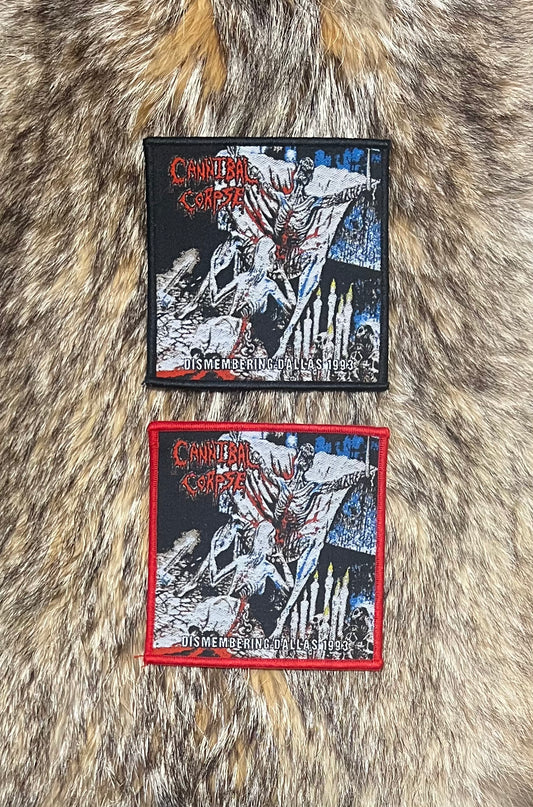 CANNIBAL
CORPSE
DISMEMBERING DALLAS 1993
CANNIBAL
CORPSE
DISMEMBERING DALLAS 1993